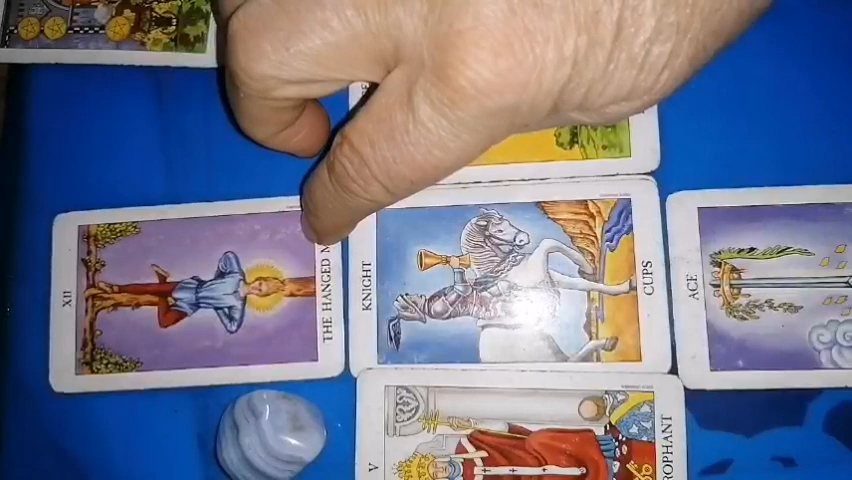 XII
THE HANGED M
KNIGHT
CUPS
ACE
V
ROPHANT